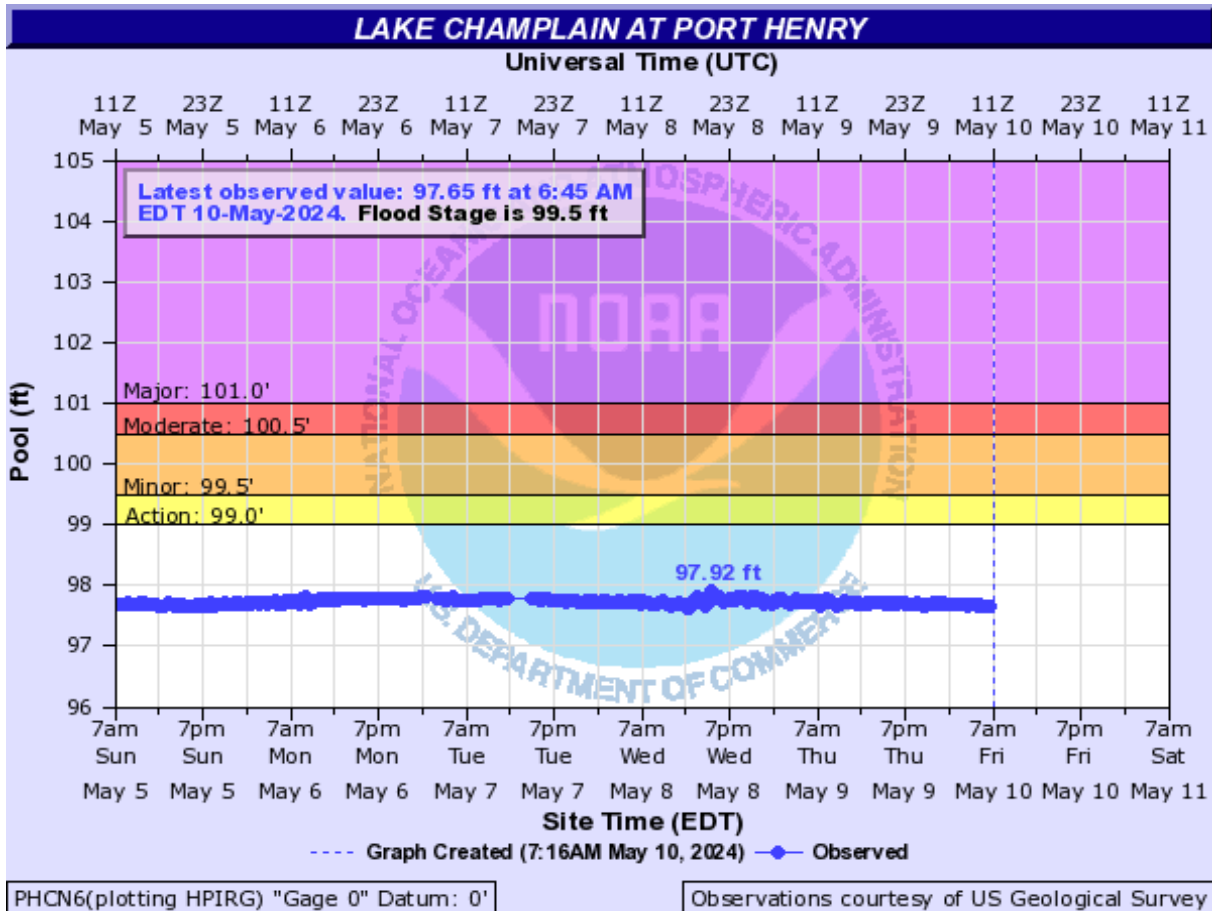 LAKE CHAMPLAIN AT PORT HENRY
Universal Time (UTC)
11Z 23Z 11Z 23Z 11Z 23Z 11Z 23Z 11Z 23Z 11Z 23Z 11Z
May 5 May 5 May 6 May 6 May 7 May 7 May 8 May 8 May 9 May 9 May 10 May 10 May 11
Latest observed value: 97.65 ft at 6:45 AM
EDT 10-May-2024. Flood Stage is 99.5 ft
NATIONAL OCEANIC AND ATMOSPHERIC ADMINISTRATION
NOAA
U.S. DEPARTMENT OF COMMERCE
Pool (ft)
105
104
103
102
101
100
99
98
97
96
Major: 101.0'
Moderate: 100.5'
Minor: 99.5'
Action: 99.0'
97.92 ft
7am 7pm 7am 7pm 7am 7pm 7am 7pm 7am 7pm 7am 7pm 7am
Sun Sun Mon Mon Tue Tue Wed Wed Thu Thu Fri Fri Sat
May 5 May 5 May 6 May 6 May 7 May 7 May 8 May 8 May 9 May 9 May 10 May 10 May 11
Site Time (EDT)
Graph Created (7:16AM May 10, 2024) Observed
PHCN6(plotting HPIRG) "Gage 0" Datum: 0'
Observations courtesy of US Geological Survey